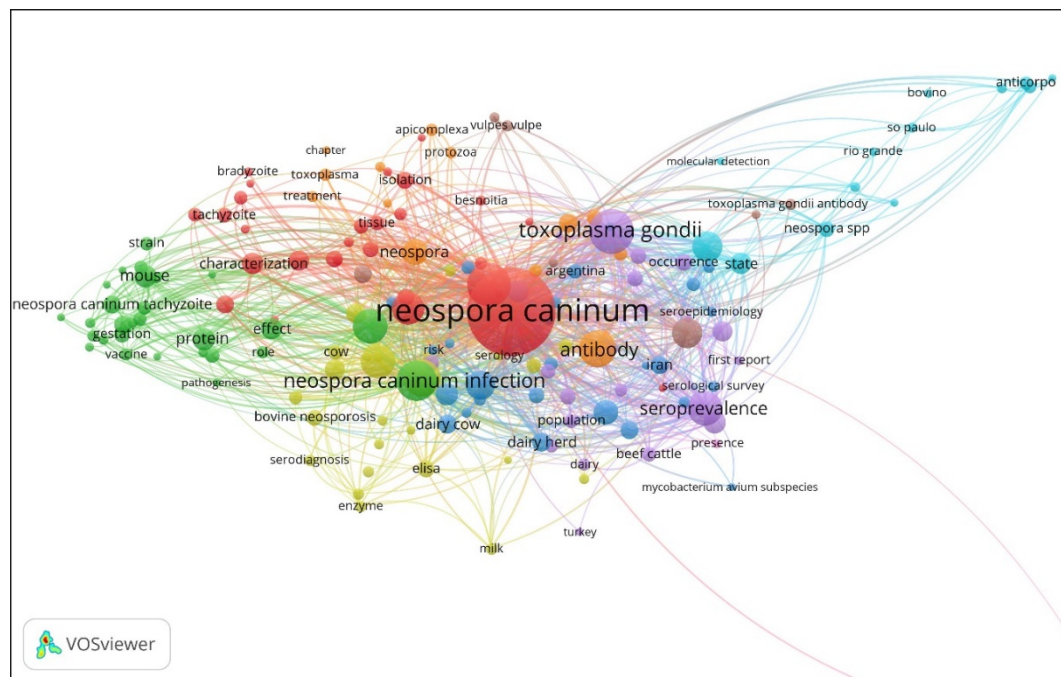 anticorpo
bovino
so paulo
apicomplexa
vulpes vulpe
rio grande
chapter
protozoa
molecular detection
bradyzoite
toxoplasma
isolation
treatment
besnoitia
toxoplasma gondii antibody
tachyzoite
tissue
toxoplasma gondii
neospora spp
strain
neospora
characterization
argentina
occurrence
state
mouse
neospora caninum tachyzoite
neospora caninum
seroepidemiology
gestation
protein
effect
vaccine
role
cow
risk
serology
antibody
first report
iran
pathogenesis
neospora caninum infection
serological survey
bovine neosporosis
dairy cow
population
seroprevalence
dairy herd
presence
serodiagnosis
elisa
dairy
beef cattle
mycobacterium avium subspecies
enzyme
turkey
milk
VOSviewer